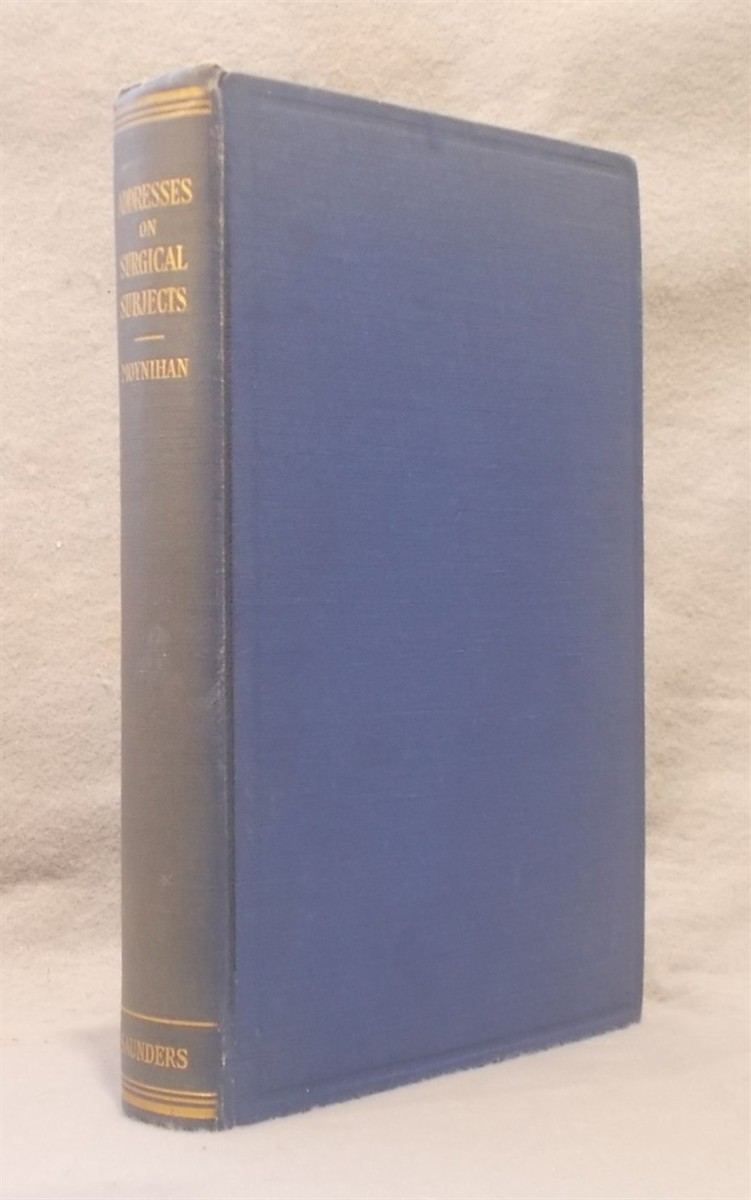 ADDRESSES
ON
SURGICAL
SUBJECTS
MOYNIHAN
SAUNDERS